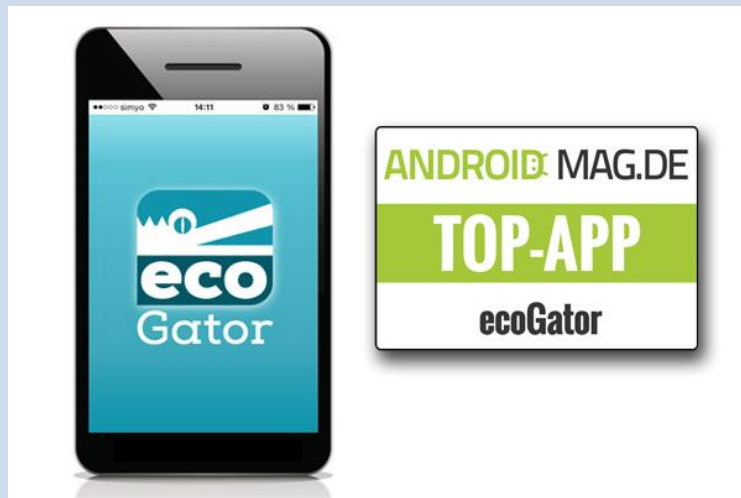 simyo 14:11 83 %
eco
Gator
ANDROID MAG.DE
TOP-APP
ecoGator